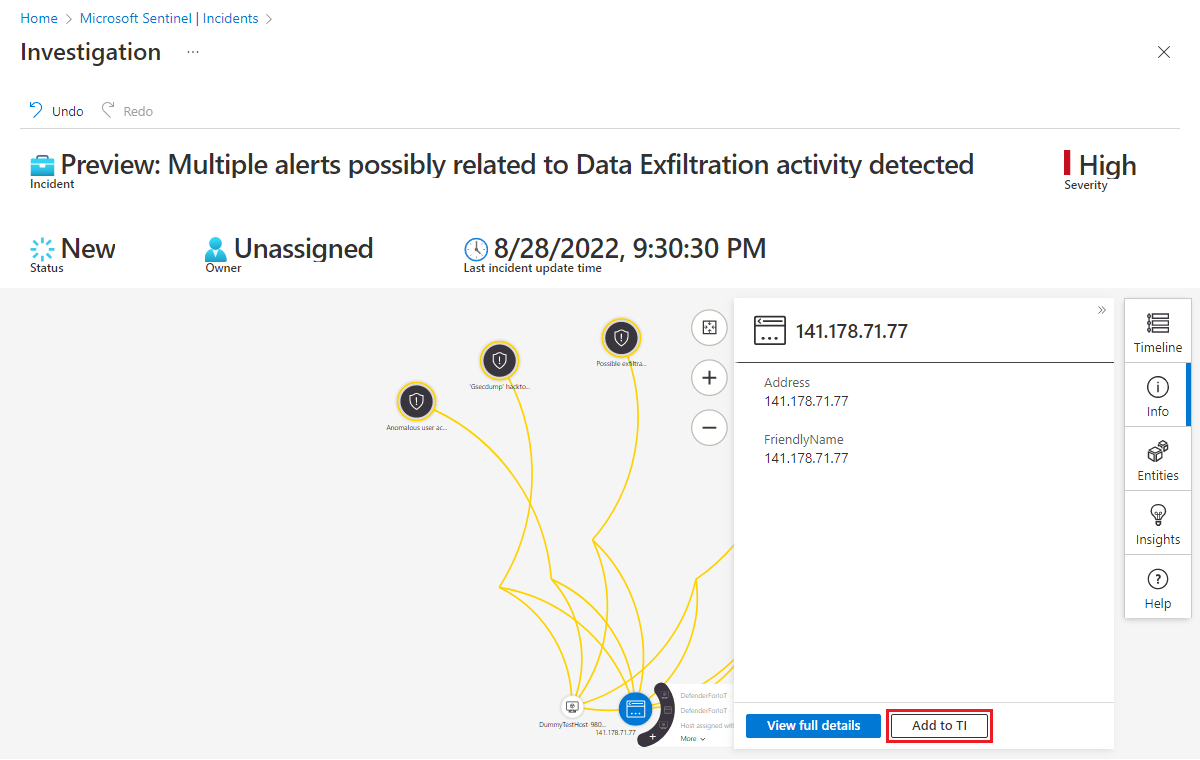 Home > Microsoft Sentinel | Incidents >
Investigation ...
Undo Redo
Preview: Multiple alerts possibly related to Data Exfiltration activity detected
Incident
High
Severity
New
Status
Unassigned
Owner
8/28/2022, 9:30:30 PM
Last incident update time
Possible exfiltra...
'Gsecdump' hackto...
Anomalous user ac...
DummyTestHost-980...
141.178.71.77
DefenderForIoT
DefenderForIoT
Host assigned wit
More
141.178.71.77
Address
141.178.71.77
FriendlyName
141.178.71.77
View full details
Add to TI
Timeline
Info
Entities
Insights
Help